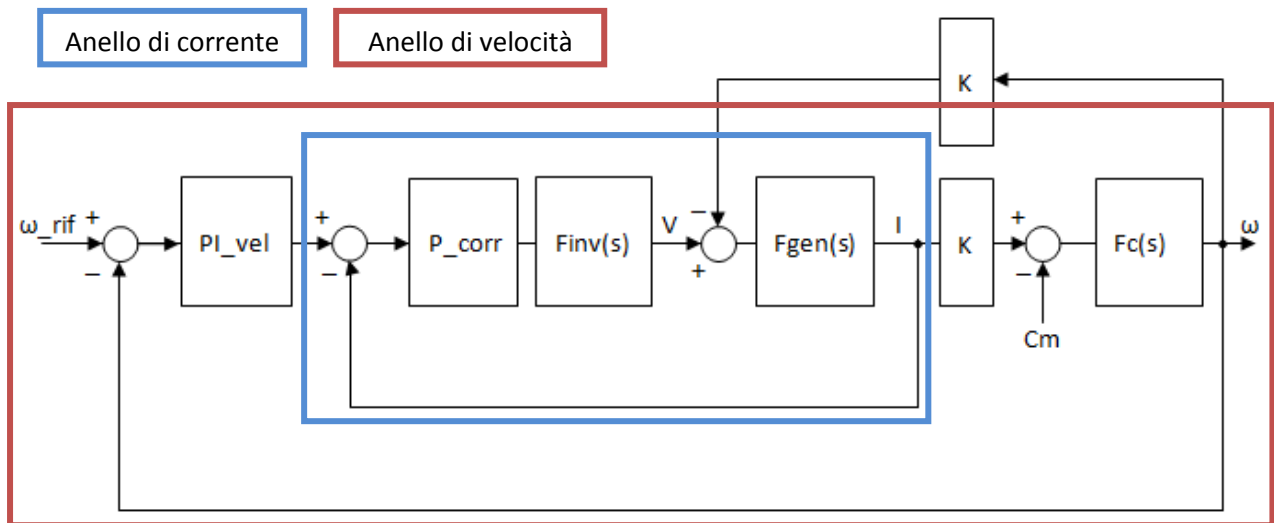 Anello di corrente
Anello di velocità
K
ω_rif
+
−
PI_vel
+
−
P_corr
Finv(s)
V
−
+
Fgen(s)
I
K
+
−
Cm
Fc(s)
ω